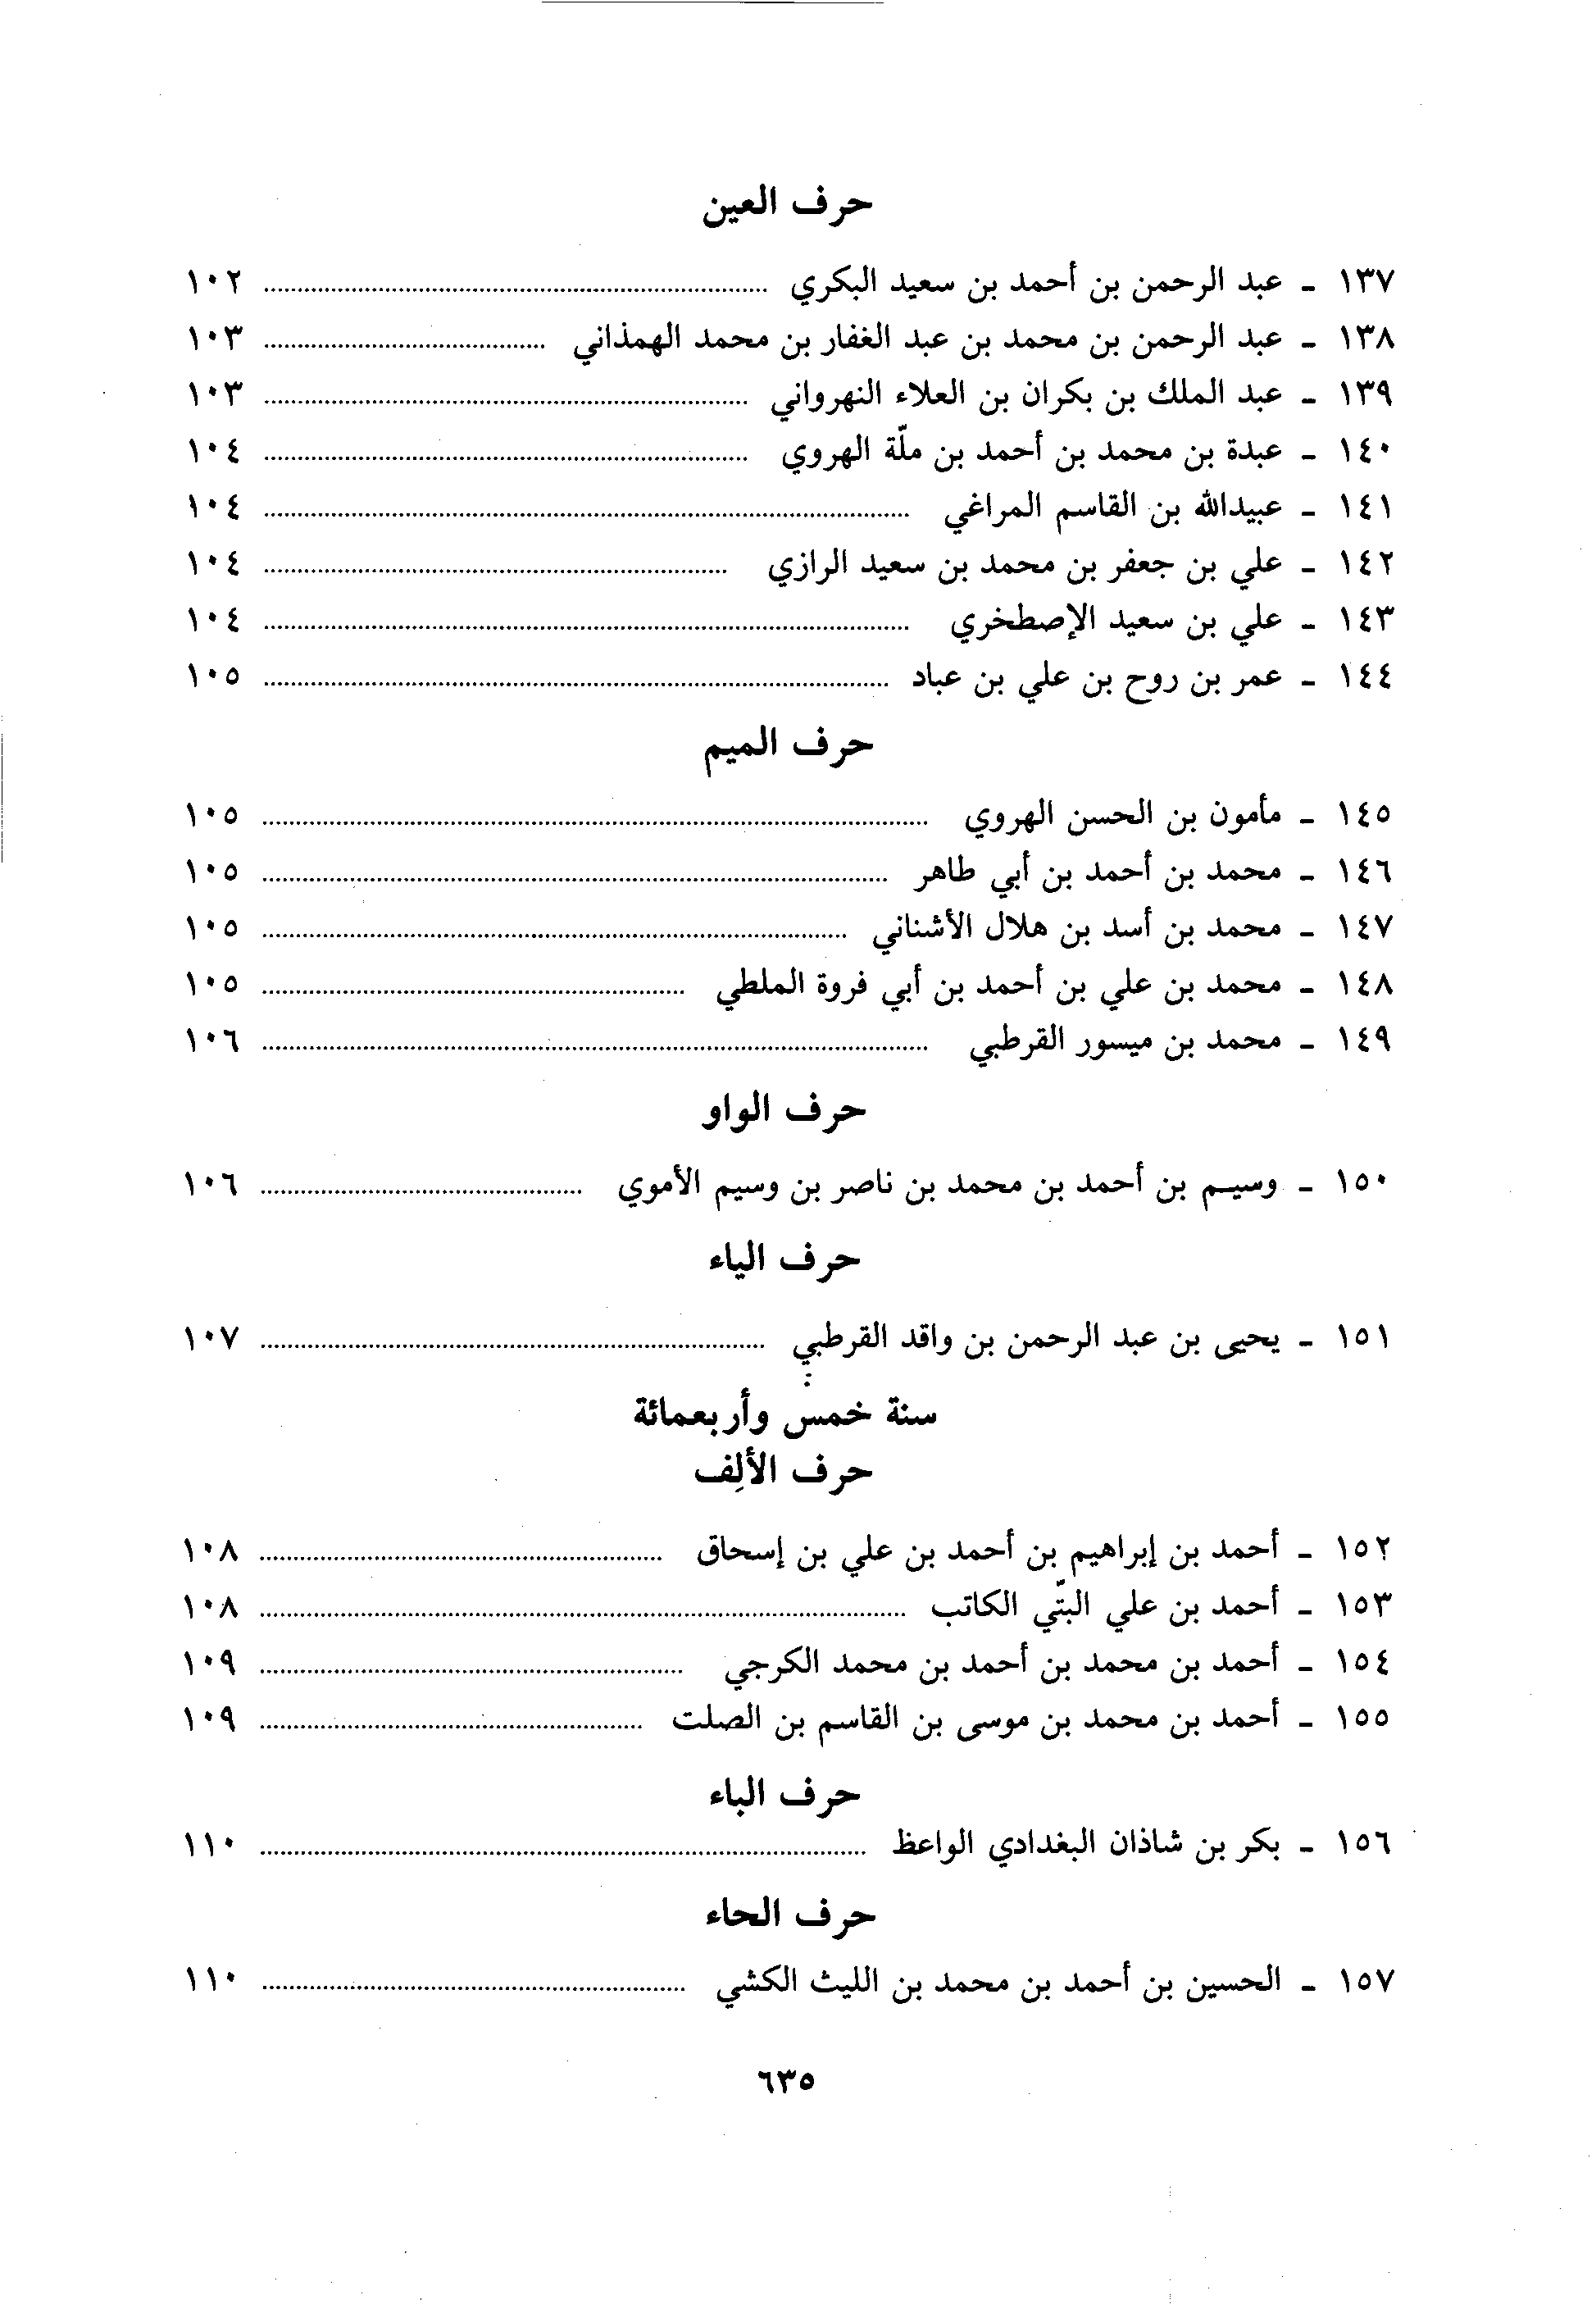 حرف العين
١٣٧ - عبد الرحمن بن أحمد بن سعيد البكري ........ ١٠٢
١٣٨ - عبد الرحمن بن محمد بن عبد الغفار بن محمد الهمذاني ........ ١٠٣
١٣٩ - عبد الملك بن بكران بن العلاء النهرواني ........ ١٠٣
١٤٠ - عبدة بن محمد بن أحمد بن ملّة الهروي ........ ١٠٤
١٤١ - عبيدالله بن القاسم المراغي ........ ١٠٤
١٤٢ - علي بن جعفر بن محمد بن سعيد الرازي ........ ١٠٤
١٤٣ - علي بن سعيد الإصطخري ........ ١٠٤
١٤٤ - عمر بن روح بن علي بن عباد ........ ١٠٥
حرف الميم
١٤٥ - مأمون بن الحسن الهروي ........ ١٠٥
١٤٦ - محمد بن أحمد بن أبي طاهر ........ ١٠٥
١٤٧ - محمد بن أسد بن هلال الأشناني ........ ١٠٥
١٤٨ - محمد بن علي بن أحمد بن أبي فروة الملطي ........ ١٠٥
١٤٩ - محمد بن ميسور القرطبي ........ ١٠٦
حرف الواو
١٥٠ - وسيم بن أحمد بن محمد بن ناصر بن وسيم الأموي ........ ١٠٦
حرف الياء
١٥١ - يحيى بن عبد الرحمن بن واقد القرطبي ........ ١٠٧
سنة خمس وأربعمائة
حرف الألِف
١٥٢ - أحمد بن إبراهيم بن أحمد بن علي بن إسحاق ........ ١٠٨
١٥٣ - أحمد بن علي البتّي الكاتب ........ ١٠٨
١٥٤ - أحمد بن محمد بن أحمد بن محمد الكرجي ........ ١٠٩
١٥٥ - أحمد بن محمد بن موسى بن القاسم بن الصلت ........ ١٠٩
حرف الباء
١٥٦ - بكر بن شاذان البغدادي الواعظ ........ ١١٠
حرف الحاء
١٥٧ - الحسين بن أحمد بن محمد بن الليث الكشي ........ ١١٠
٦٣٥